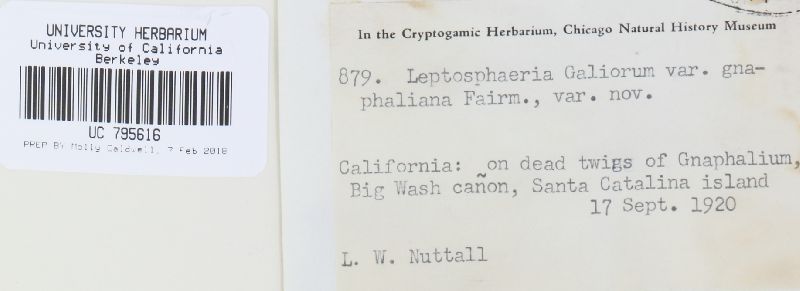 UNIVERSITY HERBARIUM
University of California
Berkeley
UC 795616
PREP BY Molly Caldwell, 7 Feb 2018
In the Cryptogamic Herbarium, Chicago Natural History Museum
879. Leptosphaeria Galiorum var. gna-
phaliana Fairm., var. nov.
California: on dead twigs of Gnaphalium,
Big Wash cañon, Santa Catalina island
17 Sept. 1920
L. W. Nuttall